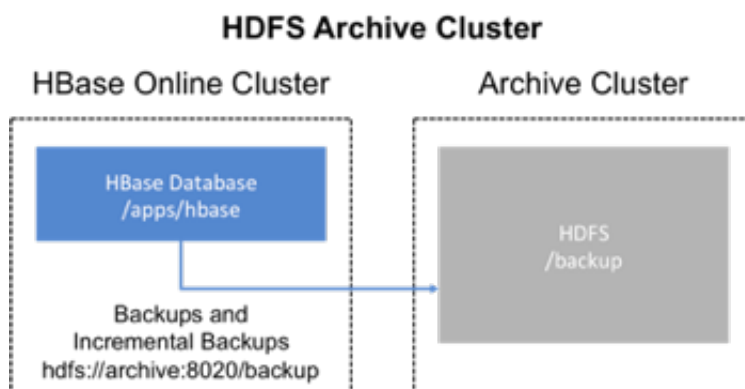 HDFS Archive Cluster
HBase Online Cluster
Archive Cluster
HBase Database
/apps/hbase
HDFS
/backup
Backups and
Incremental Backups
hdfs://archive:8020/backup